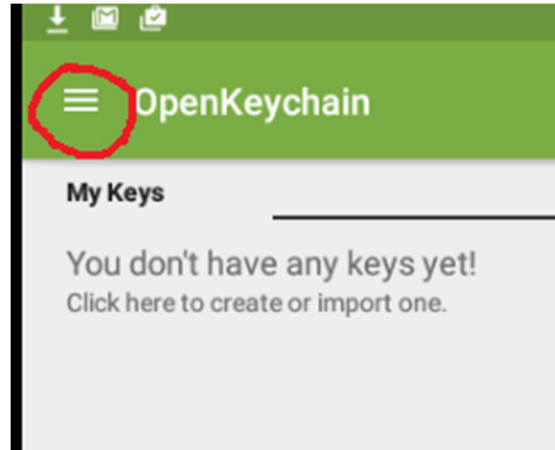 OpenKeychain
My Keys
You don't have any keys yet!
Click here to create or import one.